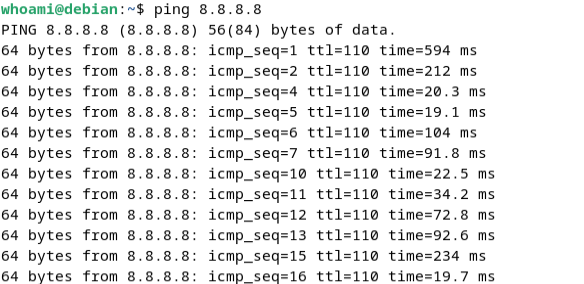 whoami@debian:~$ ping 8.8.8.8
PING 8.8.8.8 (8.8.8.8) 56(84) bytes of data.
64 bytes from 8.8.8.8: icmp_seq=1 ttl=110 time=594 ms
64 bytes from 8.8.8.8: icmp_seq=2 ttl=110 time=212 ms
64 bytes from 8.8.8.8: icmp_seq=4 ttl=110 time=20.3 ms
64 bytes from 8.8.8.8: icmp_seq=5 ttl=110 time=19.1 ms
64 bytes from 8.8.8.8: icmp_seq=6 ttl=110 time=104 ms
64 bytes from 8.8.8.8: icmp_seq=7 ttl=110 time=91.8 ms
64 bytes from 8.8.8.8: icmp_seq=10 ttl=110 time=22.5 ms
64 bytes from 8.8.8.8: icmp_seq=11 ttl=110 time=34.2 ms
64 bytes from 8.8.8.8: icmp_seq=12 ttl=110 time=72.8 ms
64 bytes from 8.8.8.8: icmp_seq=13 ttl=110 time=92.6 ms
64 bytes from 8.8.8.8: icmp_seq=15 ttl=110 time=234 ms
64 bytes from 8.8.8.8: icmp_seq=16 ttl=110 time=19.7 ms